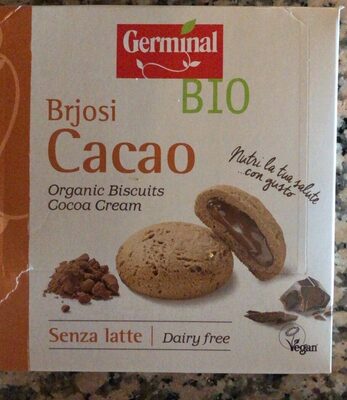 Germinal
BIO
Brjosi
Cacao
Organic Biscuits
Cocoa Cream
Nutri la tua salute
...con gusto
Senza latte | Dairy free
Vegan